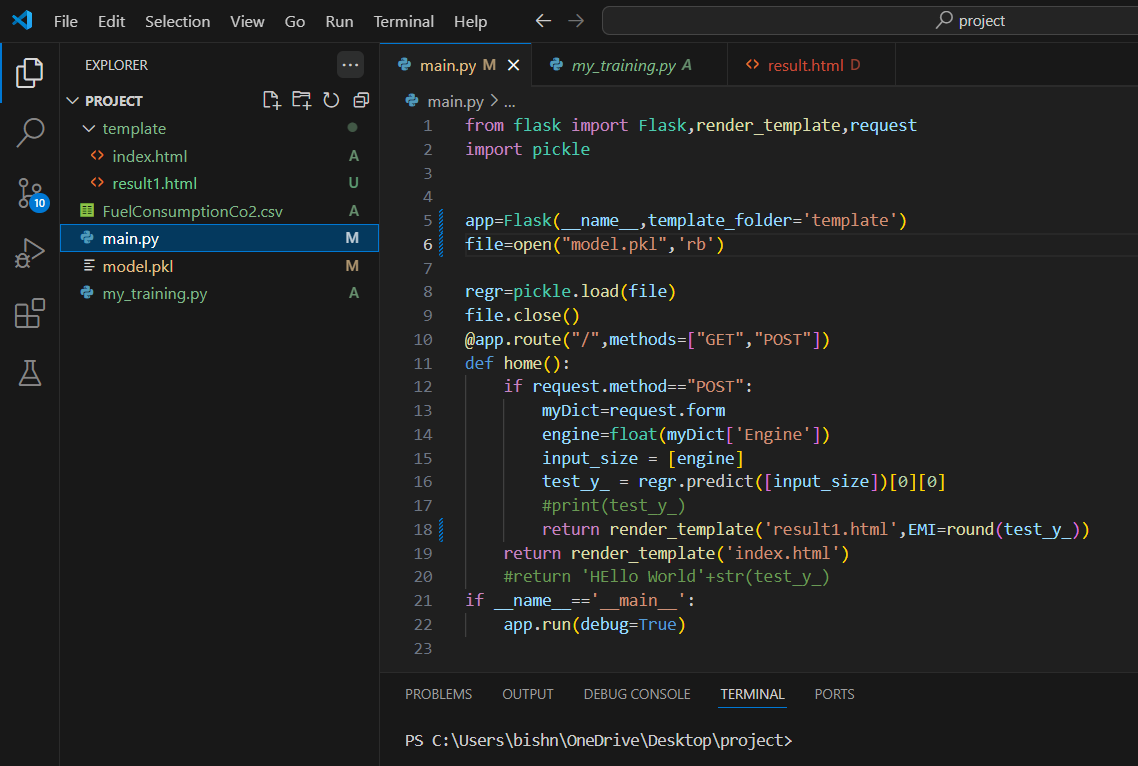 File Edit Selection View Go Run Terminal Help project
EXPLORER
PROJECT
template
index.html A
result1.html U
FuelConsumptionCo2.csv A
main.py M
model.pkl M
my_training.py A
10
main.py M my_training.py A result.html D
main.py > ...
1 from flask import Flask,render_template,request
2 import pickle
3
4
5 app=Flask(__name__,template_folder='template')
6 file=open("model.pkl",'rb')
7
8 regr=pickle.load(file)
9 file.close()
10 @app.route("/",methods=["GET","POST"])
11 def home():
12     if request.method=="POST":
13         myDict=request.form
14         engine=float(myDict['Engine'])
15         input_size = [engine]
16         test_y_ = regr.predict([input_size])[0][0]
17         #print(test_y_)
18         return render_template('result1.html',EMI=round(test_y_))
19     return render_template('index.html')
20     #return 'HEllo World'+str(test_y_)
21 if __name__=='__main__':
22     app.run(debug=True)
23
PROBLEMS OUTPUT DEBUG CONSOLE TERMINAL PORTS
PS C:\Users\bishn\OneDrive\Desktop\project>